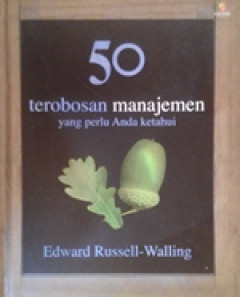 50
terobosan manajemen
yang perlu Anda ketahui
Edward Russell-Walling